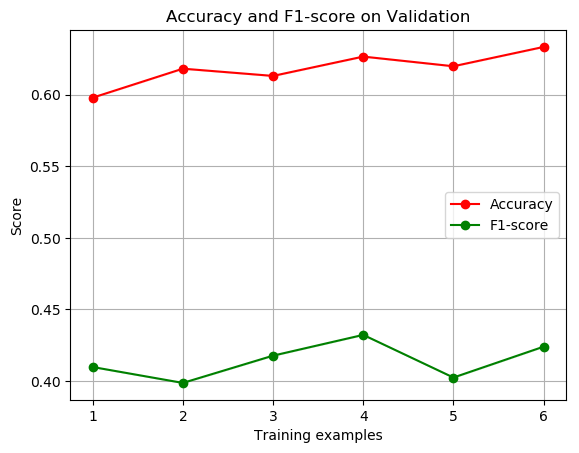 Accuracy and F1-score on Validation
0.60
0.55
0.50
0.45
0.40
Score
Accuracy
F1-score
1 2 3 4 5 6
Training examples